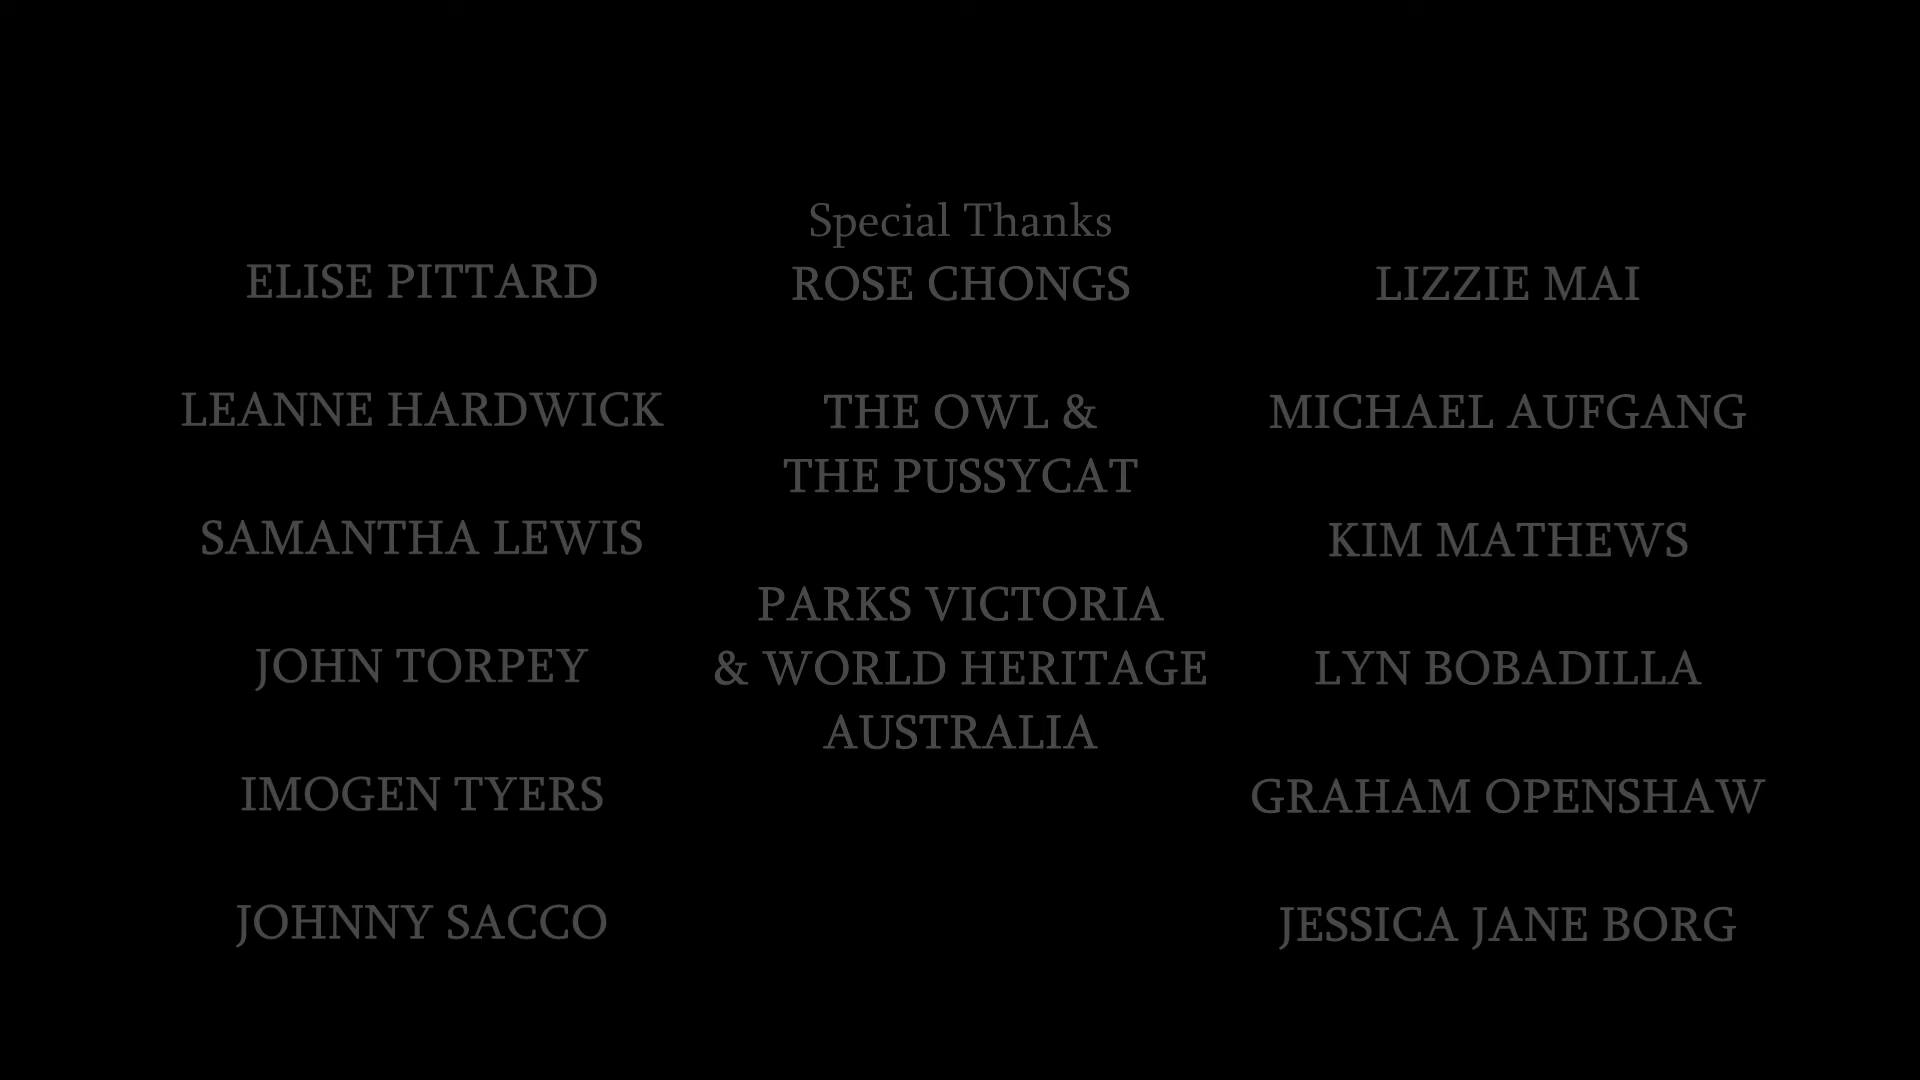 Special Thanks
ELISE PITTARD
LEANNE HARDWICK
SAMANTHA LEWIS
JOHN TORPEY
IMOGEN TYERS
JOHNNY SACCO
ROSE CHONGS
THE OWL &
THE PUSSYCAT
PARKS VICTORIA
& WORLD HERITAGE
AUSTRALIA
LIZZIE MAI
MICHAEL AUFGANG
KIM MATHEWS
LYN BOBADILLA
GRAHAM OPENSHAW
JESSICA JANE BORG